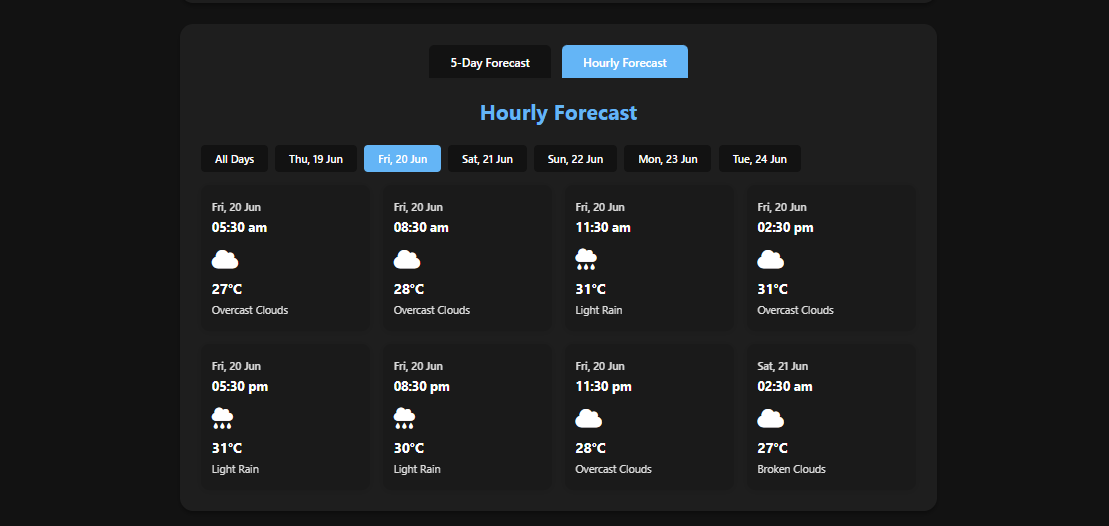 5-Day Forecast
Hourly Forecast
Hourly Forecast
All Days
Thu, 19 Jun
Fri, 20 Jun
Sat, 21 Jun
Sun, 22 Jun
Mon, 23 Jun
Tue, 24 Jun
Fri, 20 Jun
05:30 am
27°C
Overcast Clouds
Fri, 20 Jun
08:30 am
28°C
Overcast Clouds
Fri, 20 Jun
11:30 am
31°C
Light Rain
Fri, 20 Jun
02:30 pm
31°C
Overcast Clouds
Fri, 20 Jun
05:30 pm
31°C
Light Rain
Fri, 20 Jun
08:30 pm
30°C
Light Rain
Fri, 20 Jun
11:30 pm
28°C
Overcast Clouds
Sat, 21 Jun
02:30 am
27°C
Broken Clouds